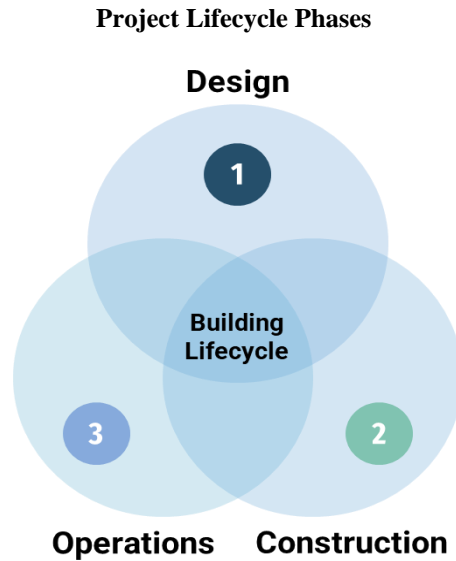 Project Lifecycle Phases
Design
1
Building
Lifecycle
3
2
Operations
Construction